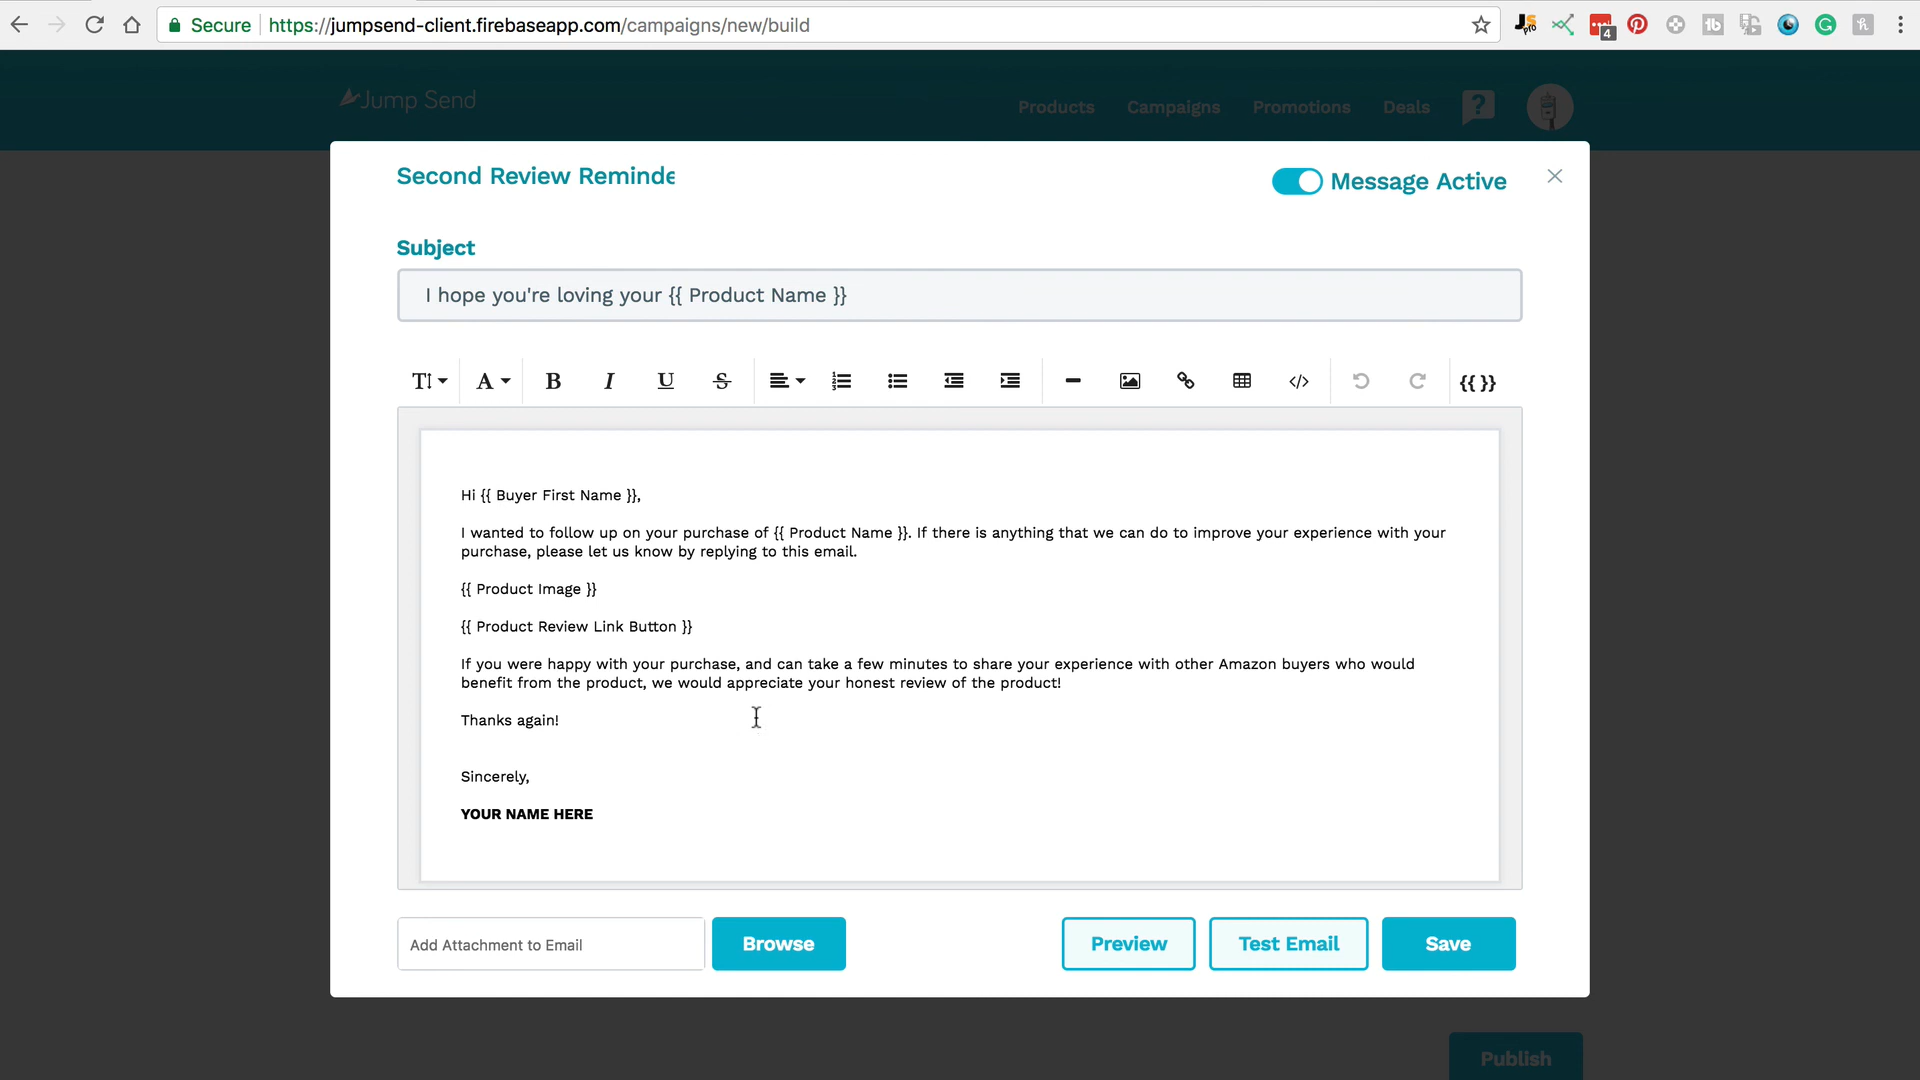 Secure https://jumpsend-client.firebaseapp.com/campaigns/new/build
4
Jump Send
Products Campaigns Promotions Deals ?
Second Review Reminde
Message Active
Subject
I hope you're loving your {{ Product Name }}
{{ }}
Hi {{ Buyer First Name }},
I wanted to follow up on your purchase of {{ Product Name }}. If there is anything that we can do to improve your experience with your
purchase, please let us know by replying to this email.
{{ Product Image }}
{{ Product Review Link Button }}
If you were happy with your purchase, and can take a few minutes to share your experience with other Amazon buyers who would
benefit from the product, we would appreciate your honest review of the product!
Thanks again!
Sincerely,
YOUR NAME HERE
Add Attachment to Email Browse Preview Test Email Save
Publish